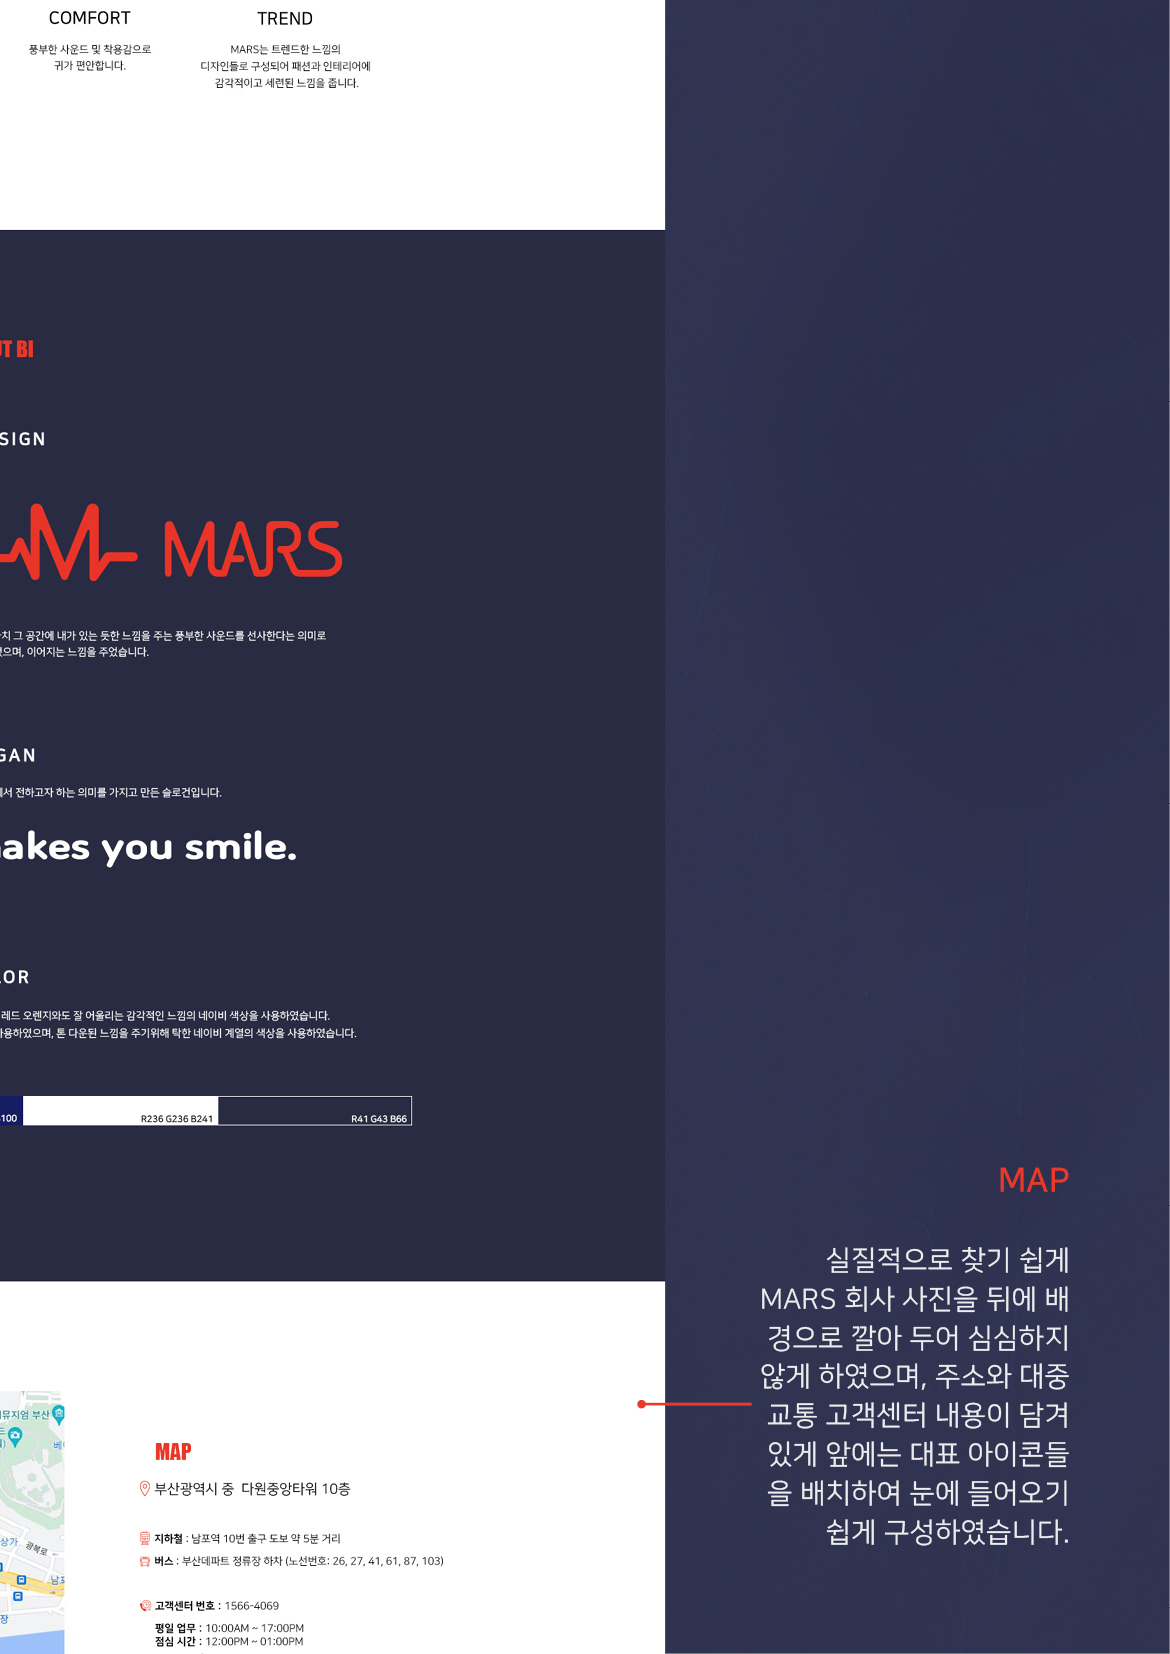 COMFORT
풍부한 사운드 및 착용감으로
귀가 편안합니다.
TREND
MARS는 트렌드한 느낌의
디자인들로 구성되어 패션과 인테리어에
감각적이고 세련된 느낌을 줍니다.
UT BI
SIGN
M MARS
치 그 공간에 내가 있는 듯한 느낌을 주는 풍부한 사운드를 선사한다는 의미로
으며, 이어지는 느낌을 주었습니다.
GAN
서 전하고자 하는 의미를 가지고 만든 슬로건입니다.
akes you smile.
LOR
레드 오렌지와도 잘 어울리는 감각적인 느낌의 네이비 색상을 사용하였습니다.
사용하였으며, 톤 다운된 느낌을 주기위해 탁한 네이비 계열의 색상을 사용하였습니다.
100
R236 G236 B241
R41 G43 B66
MAP
실질적으로 찾기 쉽게
MARS 회사 사진을 뒤에 배
경으로 깔아 두어 심심하지
않게 하였으며, 주소와 대중
교통 고객센터 내용이 담겨
있게 앞에는 대표 아이콘들
을 배치하여 눈에 들어오기
쉽게 구성하였습니다.
뮤지엄 부산
상가
광복로
남포
장
MAP
부산광역시 중 다원중앙타워 10층
지하철 : 남포역 10번 출구 도보 약 5분 거리
버스 : 부산데파트 정류장 하차 (노선번호: 26, 27, 41, 61, 87, 103)
고객센터 번호 : 1566-4069
평일 업무 : 10:00AM ~ 17:00PM
점심 시간 : 12:00PM ~ 01:00PM